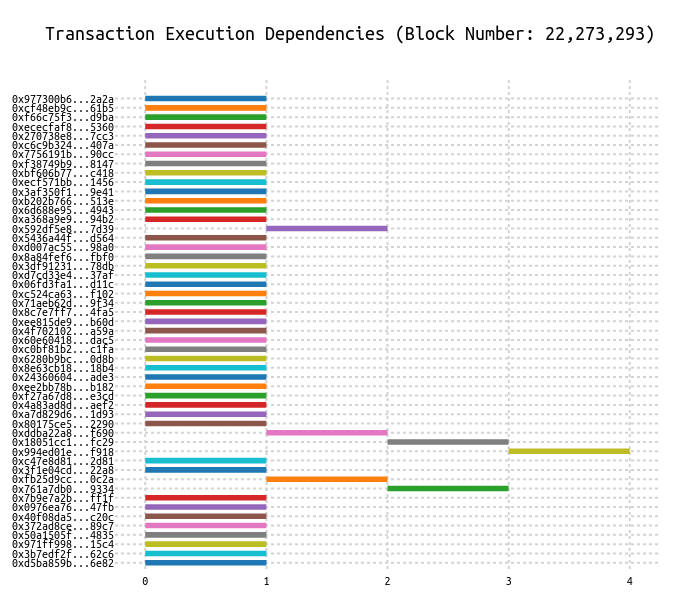 Transaction Execution Dependencies (Block Number: 22,273,293)
0x977300b6...2a2a
0xcf48eb9c...61b5
0xf66c75f3...d9ba
0xececfaf8...5360
0x270738e8...7cc3
0xc6c9b324...407a
0x7756191b...90cc
0xf38749b9...8147
0xbf606b77...c418
0xecf571bb...1456
0x3af350f1...9e41
0xb202b766...513e
0x6d688e95...4943
0xa368a9e9...94b2
0x592df5e8...7d39
0x5436a44f...d564
0xd007ac55...98a0
0x8a84fef6...fbf0
0x3df91231...78db
0xd7cd33e4...37af
0x06fd3fa1...d11c
0xc524ca63...f102
0x71aeb62d...9f34
0x8c7e7ff7...4fa5
0xee815de9...b60d
0x4f702102...a59a
0x60e60418...dac5
0xc0bf81b2...c1fa
0x6280b9bc...0d8b
0x8e63cb18...18b4
0x24360604...ade3
0xee2bb78b...b182
0xf27a67d8...e3cd
0x4a83ad8d...aef2
0xa7d829d6...1d93
0x80175ce5...2290
0xddba22a8...f690
0x18051cc1...fc29
0x994ed01e...f918
0xc47e8d81...2d81
0x3f1e04cd...22a8
0xfb25d9cc...0c2a
0x761a7db0...9334
0x7b9e7a2b...ff1f
0x0976ea76...47fb
0x40f08da5...c20c
0x372ad8ce...89c7
0x50a1505f...4835
0x971ff998...15c4
0x3b7edf2f...62c6
0xd5ba859b...6e82
0 1 2 3 4